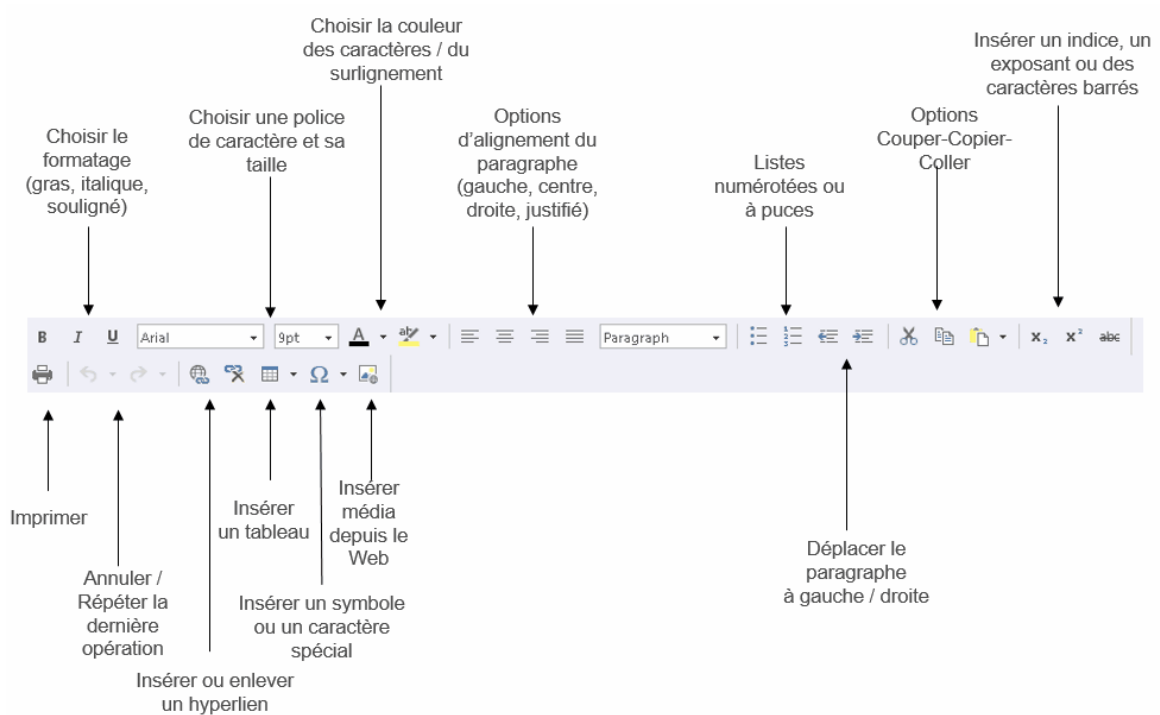 Choisir la couleur
des caractères / du
surlignement
Insérer un indice, un
exposant ou des
caractères barrés
Choisir une police
de caractère et sa
taille
Options
d'alignement du
paragraphe
(gauche, centre,
droite, justifié)
Options
Couper-Copier-
Coller
Choisir le
formatage
(gras, italique,
souligné)
Listes
numérotées ou
à puces
B I U Arial 9pt A aby Paragraph x₂ x² abc
Ω
Imprimer
Annuler /
Répéter la
dernière
opération
Insérer ou enlever
un hyperlien
Insérer
un tableau
Insérer un symbole
ou un caractère
spécial
Insérer
média
depuis le
Web
Déplacer le
paragraphe
à gauche / droite